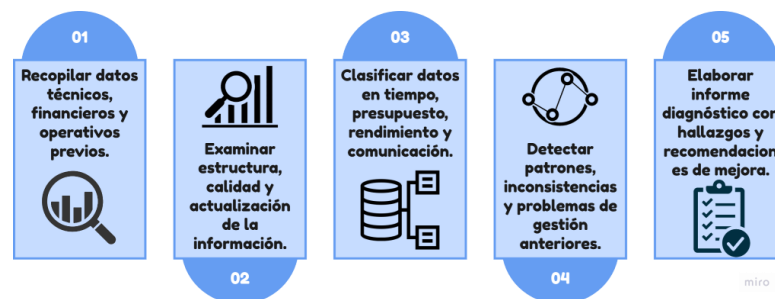 01
Recopilar datos
técnicos,
financieros y
operativos
previos.
Examinar
estructura,
calidad y
actualización
de la
información.
02
03
Clasificar datos
en tiempo,
presupuesto,
rendimiento y
comunicación.
Detectar
patrones,
inconsistencias
y problemas de
gestión
anteriores.
04
05
Elaborar
informe
diagnóstico con
hallazgos y
recomendacion
es de mejora.
miro